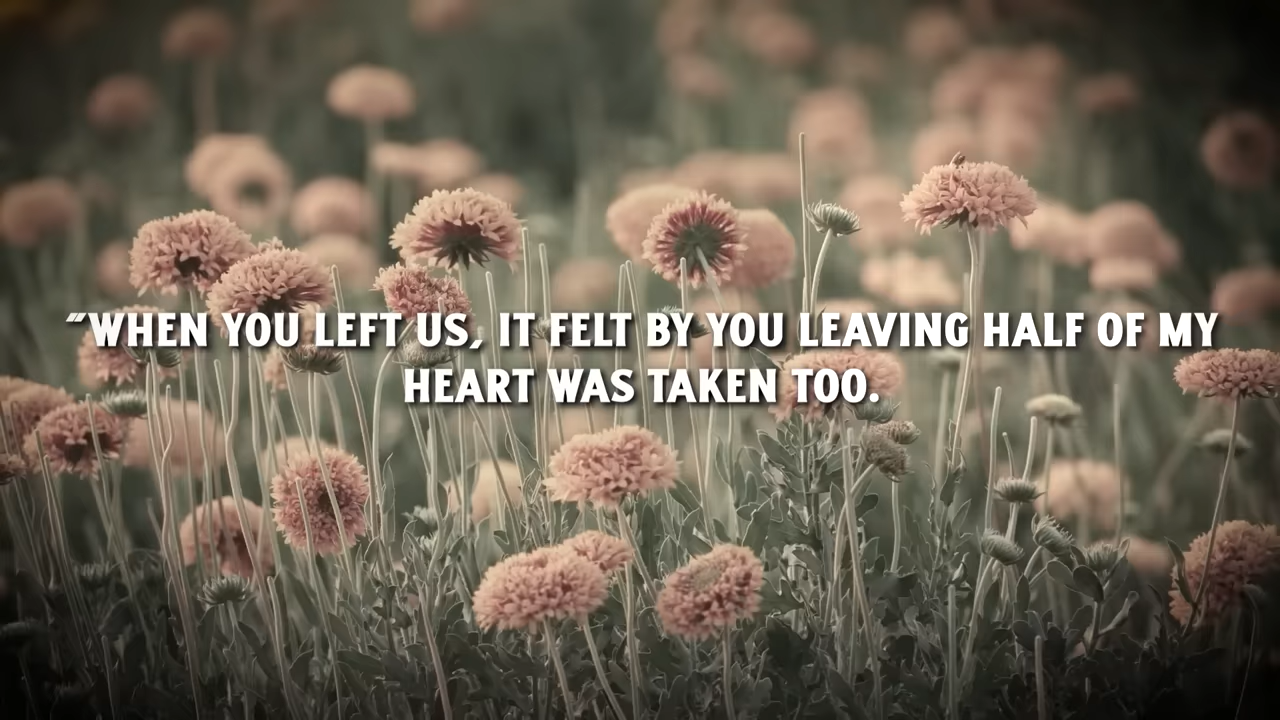 "WHEN YOU LEFT US, IT FELT BY YOU LEAVING HALF OF MY
HEART WAS TAKEN TOO.